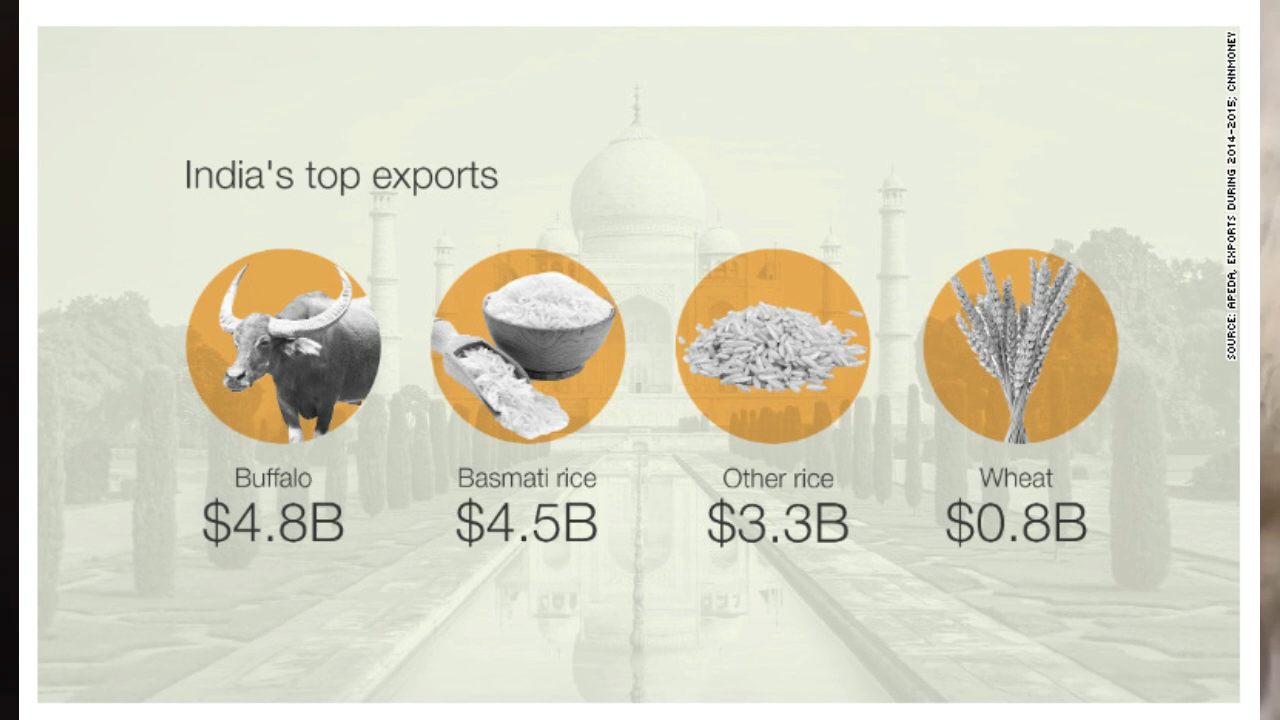 India's top exports
Buffalo
$4.8B
Basmati rice
$4.5B
Other rice
$3.3B
Wheat
$0.8B
SOURCE: APEDA, EXPORTS DURING 2014-2015; CNNMONEY